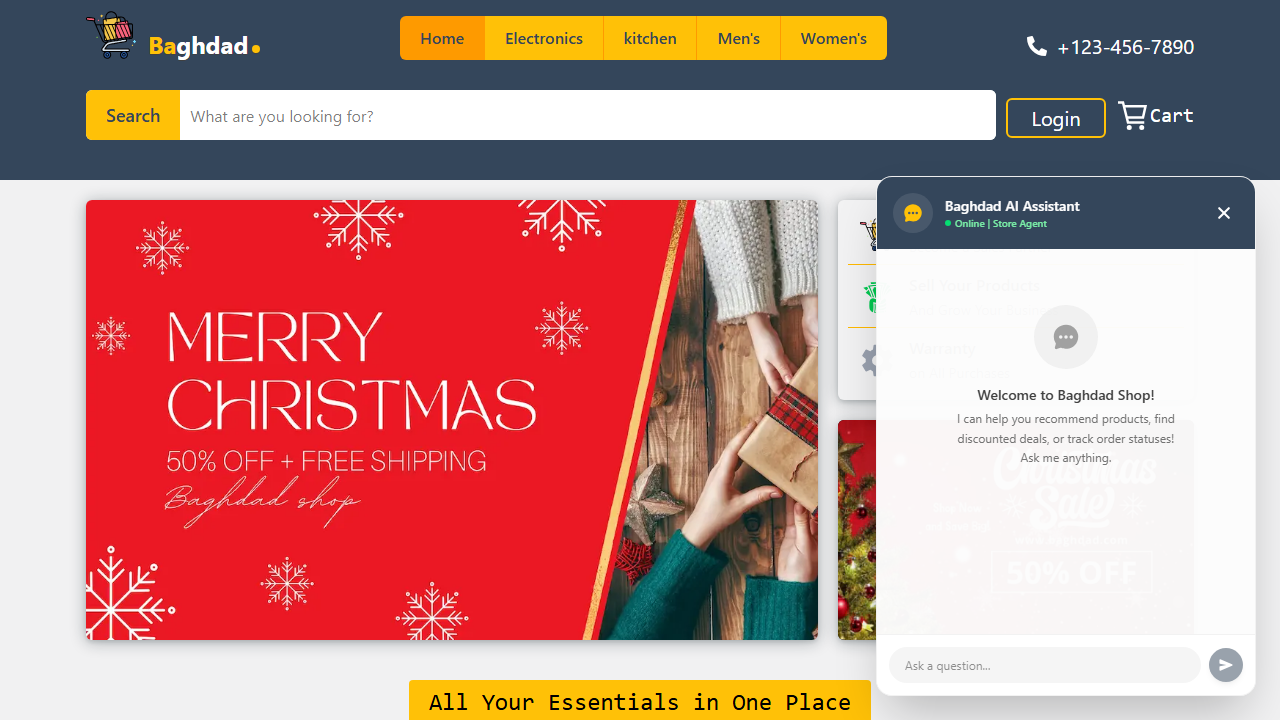 Baghdad
Home
Electronics
kitchen
Men's
Women's
+123-456-7890
Search
What are you looking for?
Login
Cart
MERRY
CHRISTMAS
50% OFF + FREE SHIPPING
Baghdad shop
Baghdad AI Assistant
Online | Store Agent
Sell Your Products
Warranty
Welcome to Baghdad Shop!
I can help you recommend products, find
discounted deals, or track order statuses!
Ask me anything.
Christmas
Sale!
50% OFF
Ask a question...
All Your Essentials in One Place